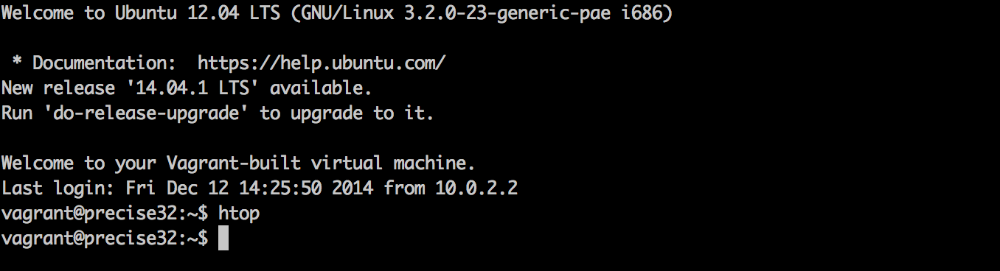 Welcome to Ubuntu 12.04 LTS (GNU/Linux 3.2.0-23-generic-pae i686)
 * Documentation:  https://help.ubuntu.com/
New release '14.04.1 LTS' available.
Run 'do-release-upgrade' to upgrade to it.
Welcome to your Vagrant-built virtual machine.
Last login: Fri Dec 12 14:25:50 2014 from 10.0.2.2
vagrant@precise32:~$ htop
vagrant@precise32:~$